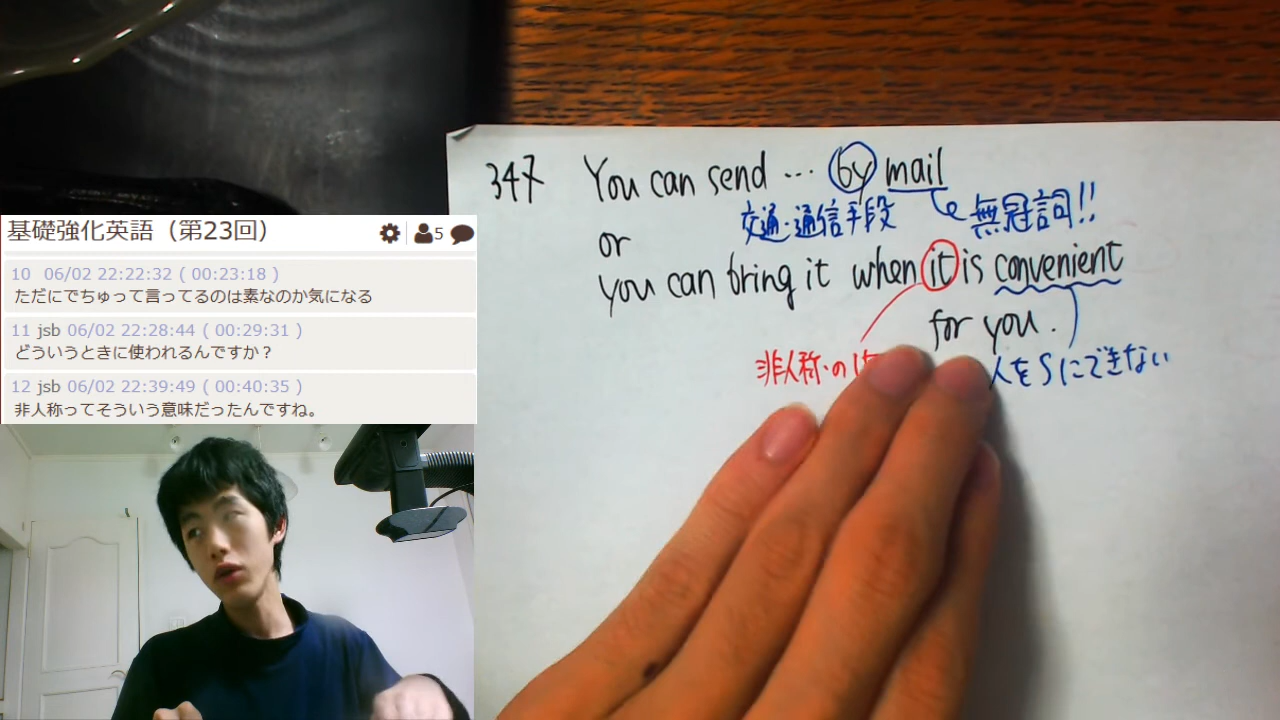 基礎強化英語（第23回）
5
10 06/02 22:22:32 ( 00:23:18 )
ただにでちゅって言ってるのは素なのか気になる
11 jsb 06/02 22:28:44 ( 00:29:31 )
どういうときに使われるんですか？
12 jsb 06/02 22:39:49 ( 00:40:35 )
非人称ってそういう意味だったんですね。
347 You can send … by mail
交通・通信手段
無冠詞!!
or
you can bring it when it is convenient
for you.
非人称の
人をSにできない